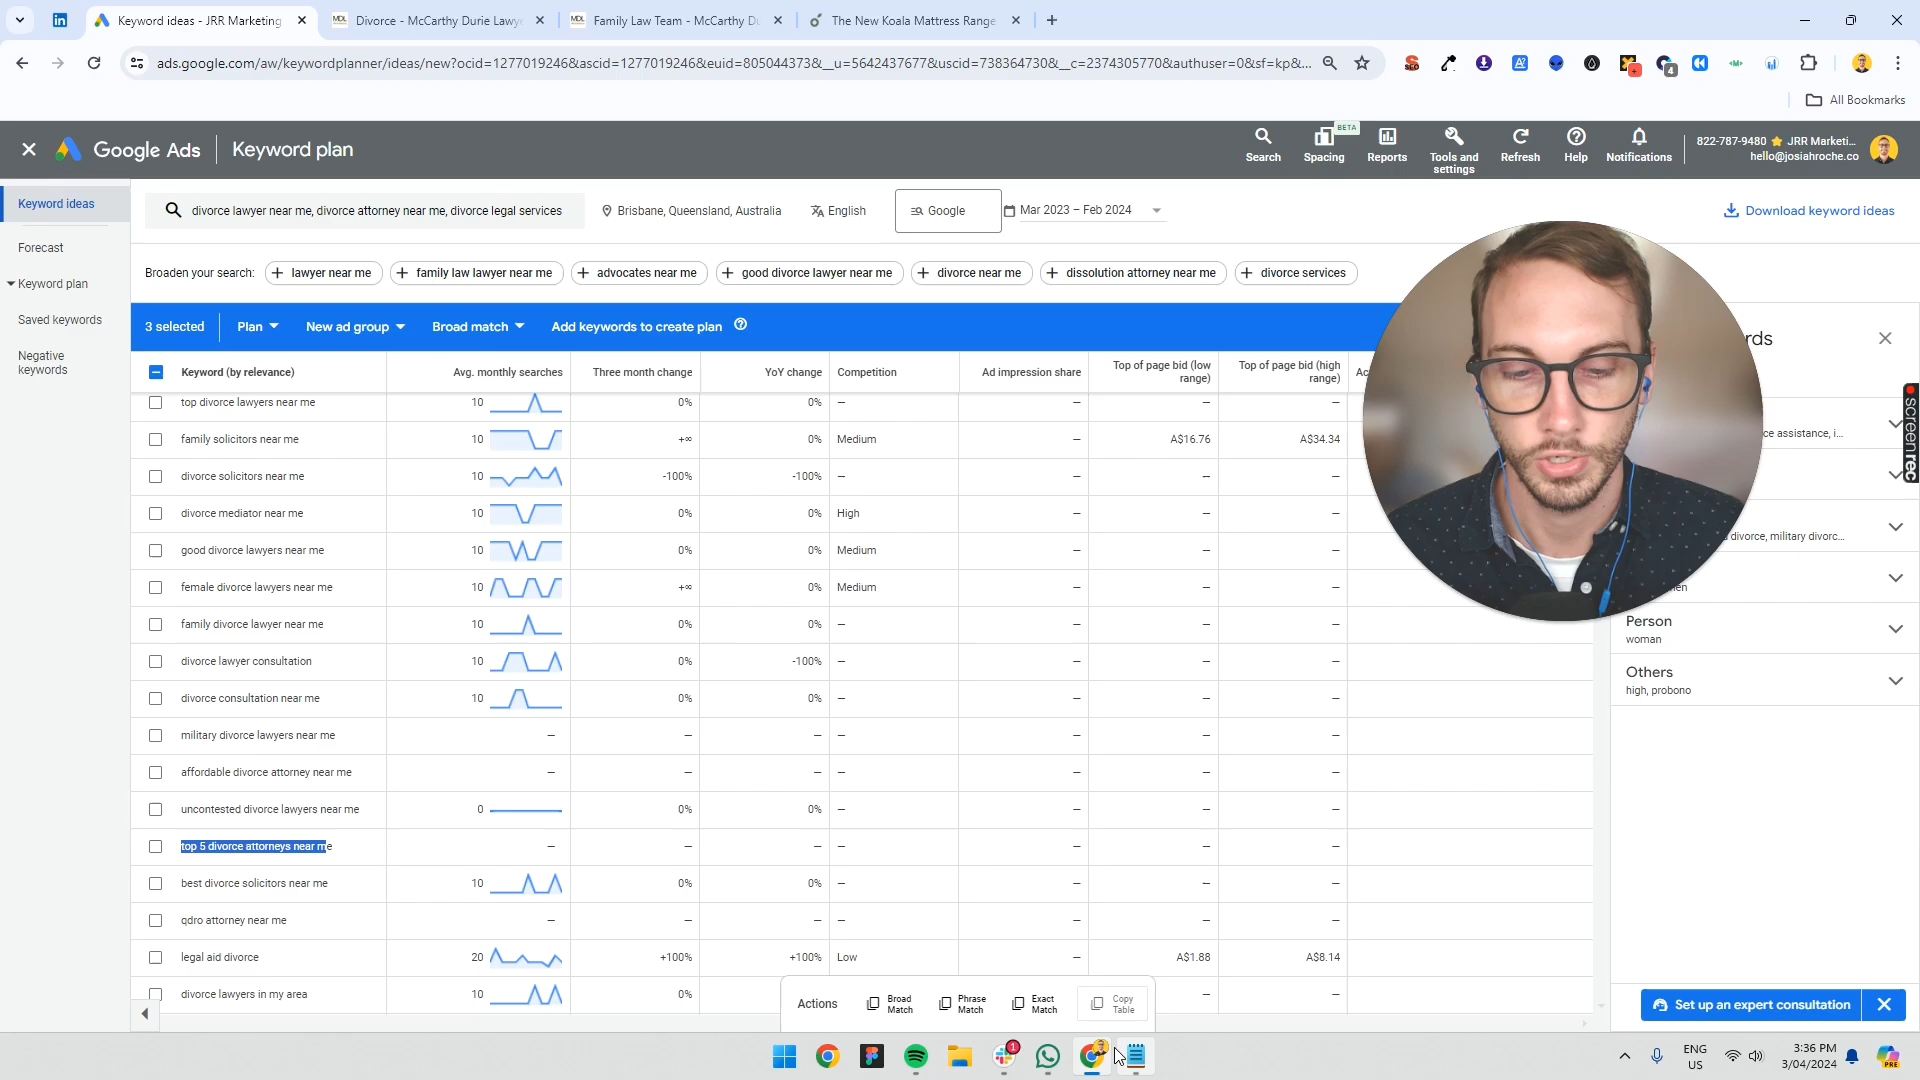 Keyword ideas - JRR Marketing
Divorce - McCarthy Durie Lawye
Family Law Team - McCarthy Du
The New Koala Mattress Range
ads.google.com/aw/keywordplanner/ideas/new?ocid=1277019246&ascid=1277019246&euid=805044373&__u=5642437677&uscid=738364730&__c=2374305770&authuser=0&sf=kp&...
All Bookmarks
Google Ads
Keyword plan
Search
BETA
Spacing
Reports
Tools and
settings
Refresh
Help
Notifications
822-787-9480 JRR Marketi...
hello@josiahroche.co
Keyword ideas
Forecast
Keyword plan
Saved keywords
Negative
keywords
divorce lawyer near me, divorce attorney near me, divorce legal services
Brisbane, Queensland, Australia
English
Google
Mar 2023 – Feb 2024
Download keyword ideas
Broaden your search:
lawyer near me
family law lawyer near me
advocates near me
good divorce lawyer near me
divorce near me
dissolution attorney near me
divorce services
3 selected
Plan
New ad group
Broad match
Add keywords to create plan
Keyword (by relevance)
Avg. monthly searches
Three month change
YoY change
Competition
Ad impression share
Top of page bid (low
range)
Top of page bid (high
range)
Ac
top divorce lawyers near me 10 0% 0% – – – –
family solicitors near me 10 +∞ 0% Medium – A$16.76 A$34.34
divorce solicitors near me 10 -100% -100% – – – –
divorce mediator near me 10 0% 0% High – – –
good divorce lawyers near me 10 0% 0% Medium – – –
female divorce lawyers near me 10 +∞ 0% Medium – – –
family divorce lawyer near me 10 0% 0% – – – –
divorce lawyer consultation 10 0% -100% – – – –
divorce consultation near me 10 0% 0% – – – –
military divorce lawyers near me – – – – – – –
affordable divorce attorney near me – – – – – – –
uncontested divorce lawyers near me 0 0% 0% – – – –
top 5 divorce attorneys near me – – – – – – –
best divorce solicitors near me 10 0% 0% – – – –
qdro attorney near me – – – – – – –
legal aid divorce 20 +100% +100% Low – A$1.88 A$8.14
divorce lawyers in my area 10 0% – –
rds
ce assistance, i...
divorce, military divorc...
en
Person
woman
Others
high, probono
screenrec
Actions
Broad
Match
Phrase
Match
Exact
Match
Copy
Table
Set up an expert consultation
4
1
ENG
US
3:36 PM
3/04/2024
PRE